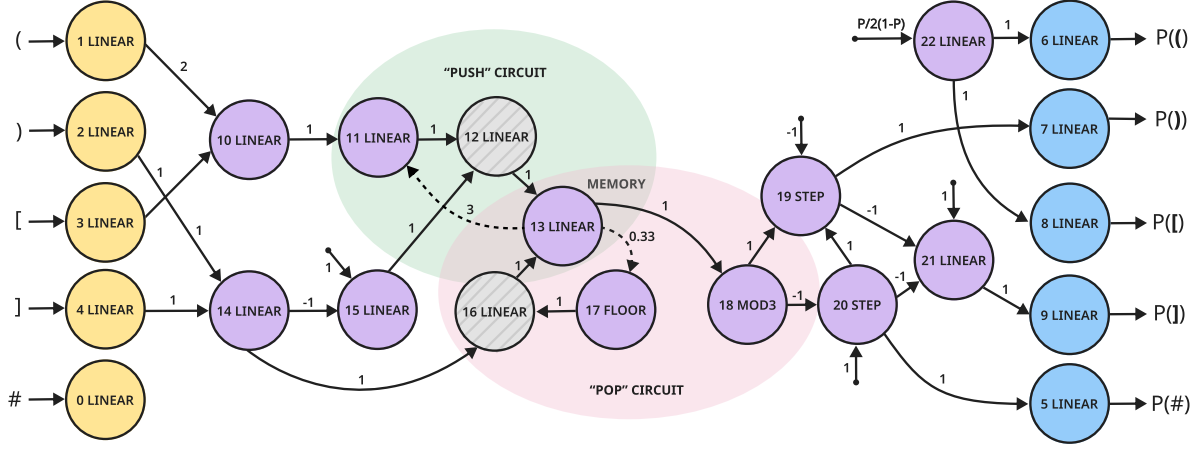 (
1 LINEAR
2
)
2 LINEAR
1
[
3 LINEAR
1
]
4 LINEAR
1
#
0 LINEAR
10 LINEAR
1
14 LINEAR
-1
1
“PUSH” CIRCUIT
11 LINEAR
1
12 LINEAR
1
3
1
1
15 LINEAR
MEMORY
13 LINEAR
1
0.33
1
16 LINEAR
1
17 FLOOR
“POP” CIRCUIT
18 MOD3
1
-1
-1
19 STEP
1
-1
1
20 STEP
-1
1
1
1
21 LINEAR
1
P/2(1-P)
22 LINEAR
1
1
6 LINEAR
P(()
7 LINEAR
P())
8 LINEAR
P([)
9 LINEAR
P(])
5 LINEAR
P(#)